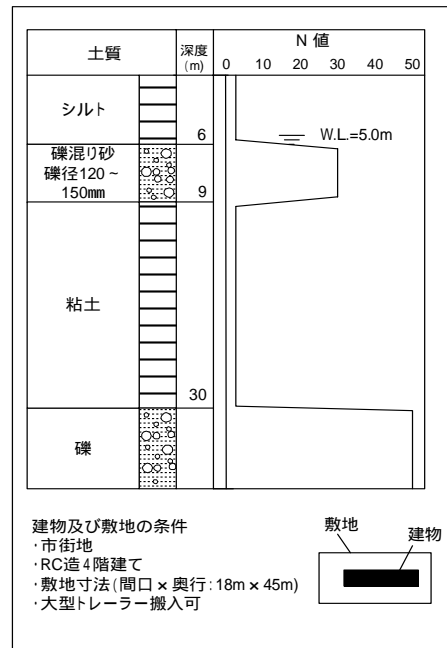 土質
深度
(m)
N 値
0 10 20 30 40 50
シルト
6
W.L.=5.0m
礫混り砂
礫径120~
150mm
9
粘土
30
礫
建物及び敷地の条件
・市街地
・RC造4階建て
・敷地寸法(間口×奥行:18m×45m)
・大型トレーラー搬入可
敷地
建物